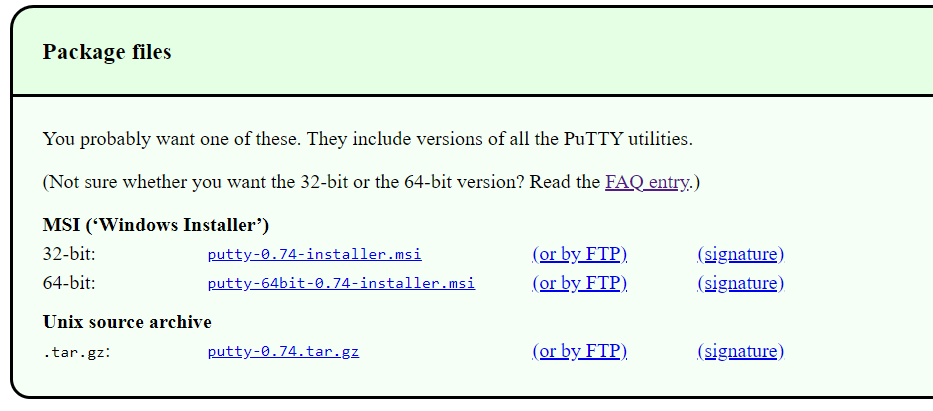 Package files
You probably want one of these. They include versions of all the PuTTY utilities.
(Not sure whether you want the 32-bit or the 64-bit version? Read the FAQ entry.)
MSI (‘Windows Installer’)
32-bit: putty-0.74-installer.msi (or by FTP) (signature)
64-bit: putty-64bit-0.74-installer.msi (or by FTP) (signature)
Unix source archive
.tar.gz: putty-0.74.tar.gz (or by FTP) (signature)